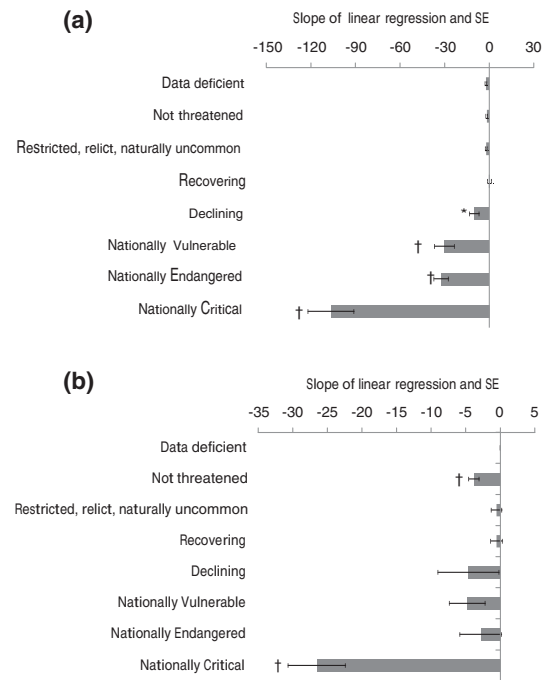 (a)
Slope of linear regression and SE
-150 -120 -90 -60 -30 0 30
Data deficient
Not threatened
Restricted, relict, naturally uncommon
Recovering
Declining *
Nationally Vulnerable †
Nationally Endangered †
Nationally Critical †
(b)
Slope of linear regression and SE
-35 -30 -25 -20 -15 -10 -5 0 5
Data deficient
Not threatened †
Restricted, relict, naturally uncommon
Recovering
Declining
Nationally Vulnerable
Nationally Endangered
Nationally Critical †